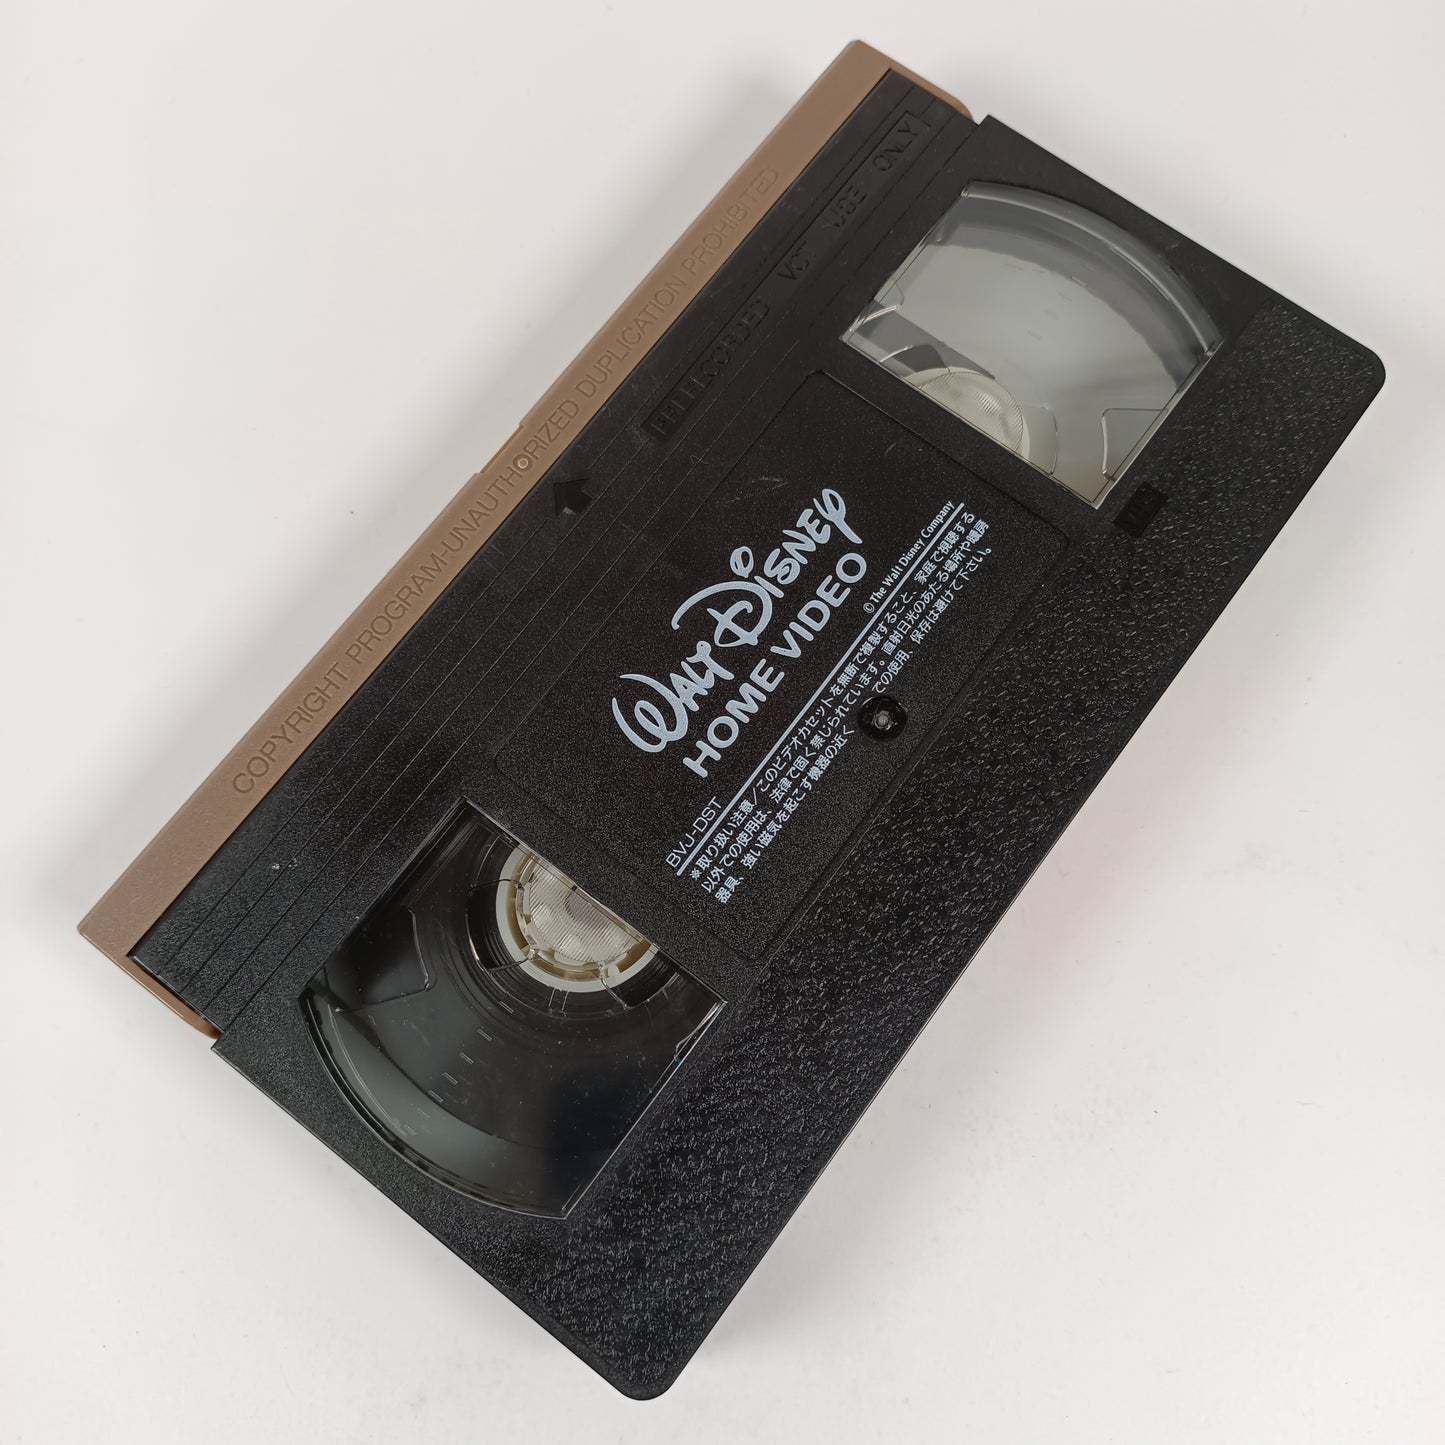 COPYRIGHT PROGRAM-UNAUTHORIZED DUPLICATION PROHIBITED
PRERECORDED VCT USE ONLY
WALT DISNEY
HOME VIDEO
BVJ-DST © The Walt Disney Company
※取り扱い注意/このビデオカセットを無断で複製すること、家庭で視聴する
以外での使用は、法律で固く禁じられています。直射日光のあたる場所や暖房
器具、強い磁気を起こす機器の近くでの使用、保存は避けて下さい。